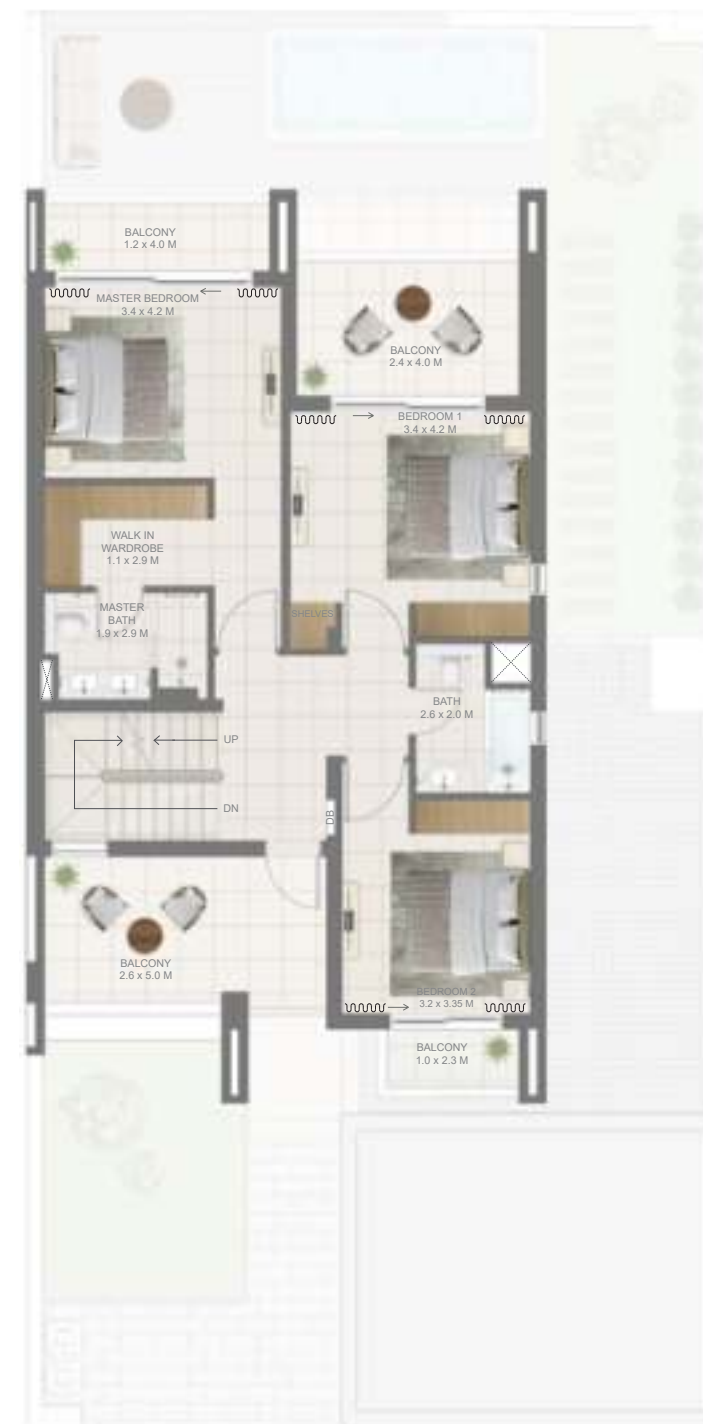 BALCONY
1.2 x 4.0 M
MASTER BEDROOM
3.4 x 4.2 M
BALCONY
2.4 x 4.0 M
BEDROOM 1
3.4 x 4.2 M
WALK IN
WARDROBE
1.1 x 2.9 M
MASTER
BATH
1.9 x 2.9 M
SHELVES
BATH
2.6 x 2.0 M
UP
DN
DB
BALCONY
2.6 x 5.0 M
BEDROOM 2
3.2 x 3.35 M
BALCONY
1.0 x 2.3 M